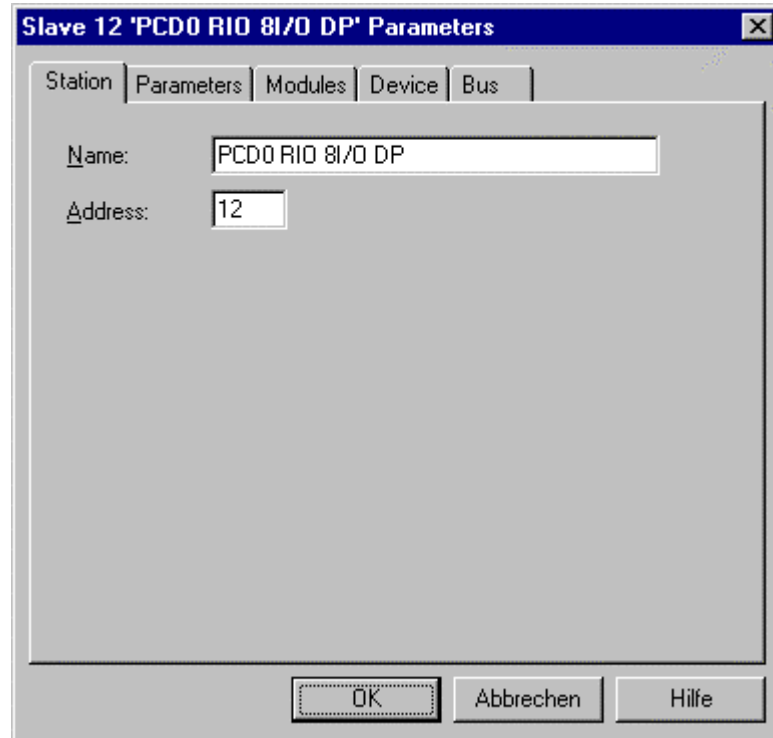 Slave 12 'PCD0 RIO 8I/O DP' Parameters
Station Parameters Modules Device Bus
Name: PCD0 RIO 8I/O DP
Address: 12
OK Abbrechen Hilfe